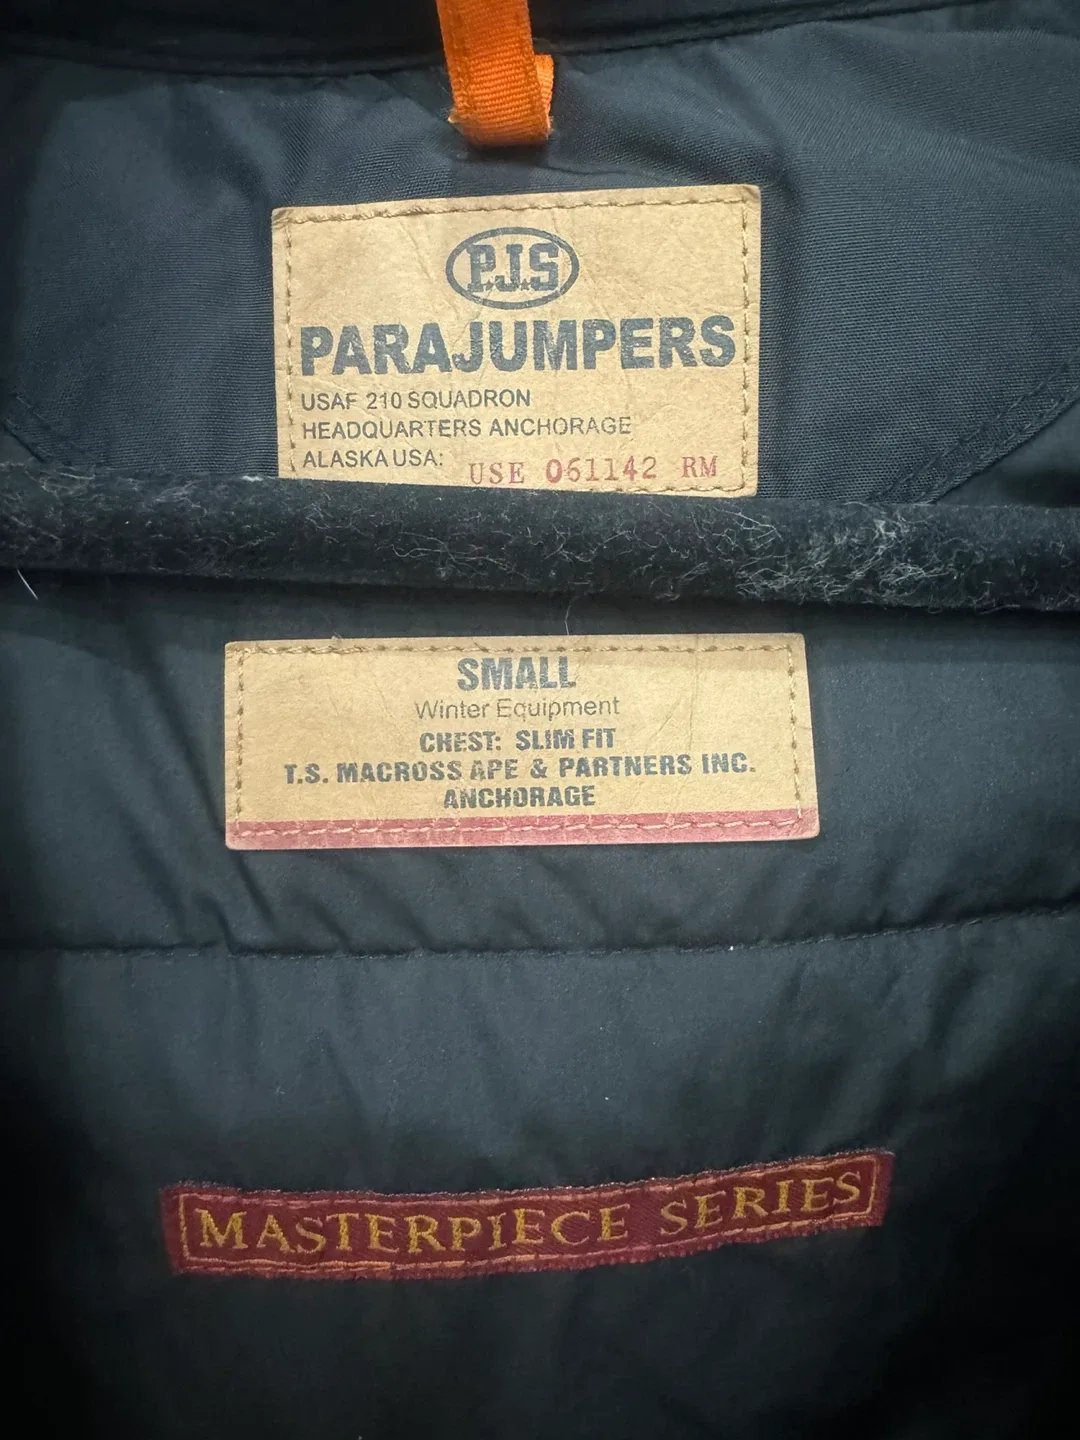 P.J.S
PARAJUMPERS
USAF 210 SQUADRON
HEADQUARTERS ANCHORAGE
ALASKA USA: USE 061142 RM
SMALL
Winter Equipment
CHEST: SLIM FIT
T.S. MACROSS APE & PARTNERS INC.
ANCHORAGE
MASTERPIECE SERIES